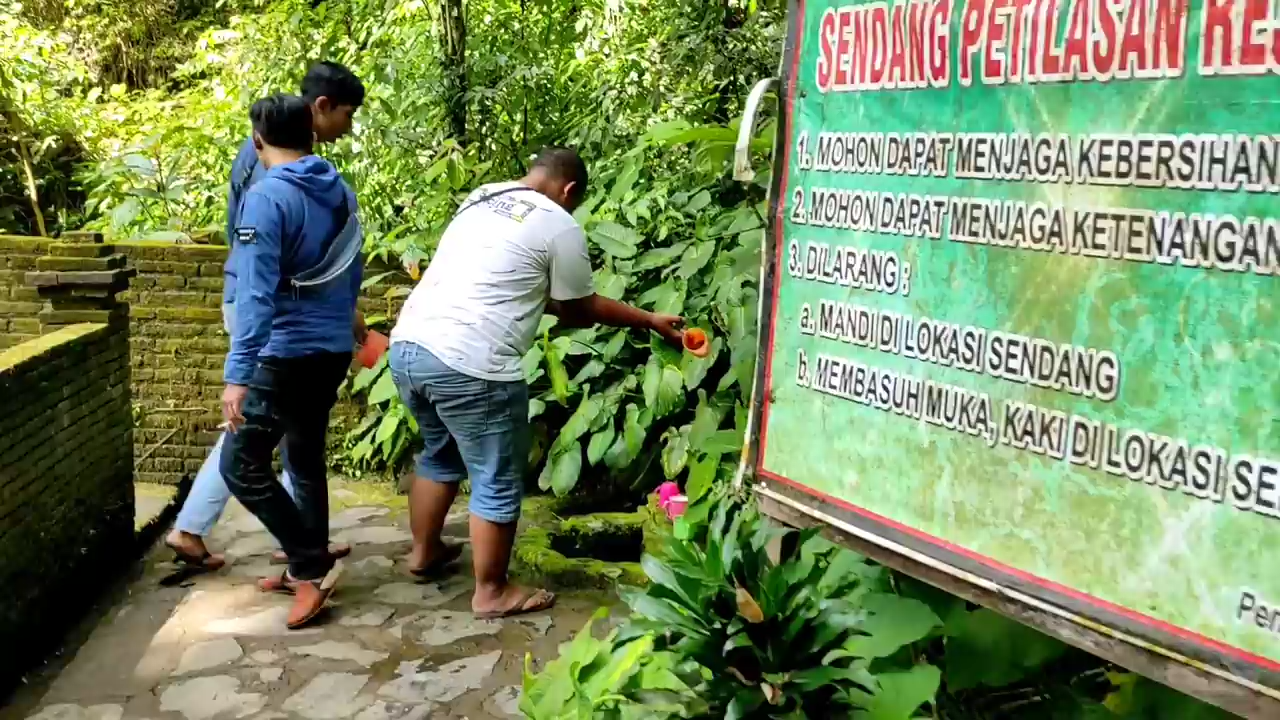 SENDANG PETILASAN
1. MOHON DAPAT MENJAGA KEBERSIHAN
2. MOHON DAPAT MENJAGA KETENANGAN
3. DILARANG :
a. MANDI DI LOKASI SENDANG
b. MEMBASUH MUKA, KAKI DI LOKASI SE